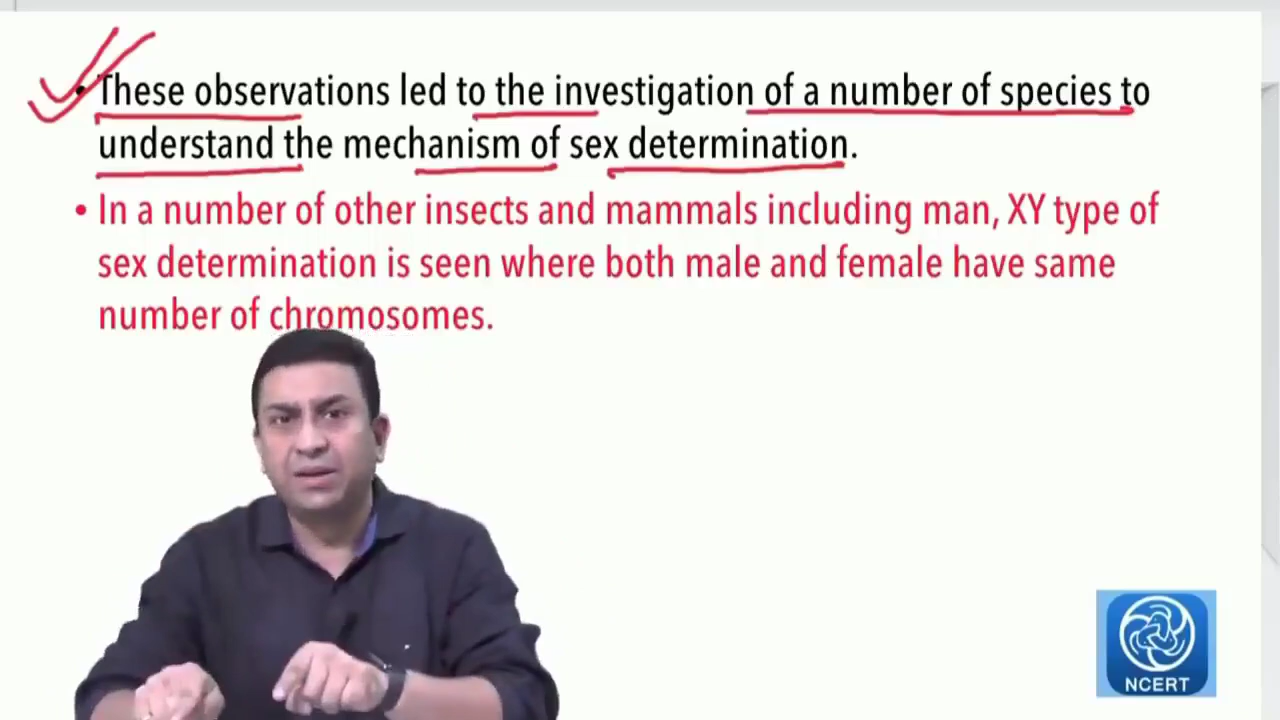 • These observations led to the investigation of a number of species to
understand the mechanism of sex determination.
• In a number of other insects and mammals including man, XY type of
sex determination is seen where both male and female have same
number of chromosomes.
NCERT